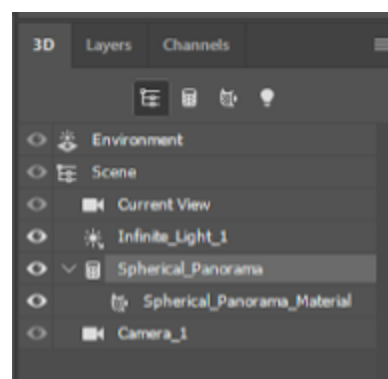 3D Layers Channels
Environment
Scene
Current View
Infinite_Light_1
Spherical_Panorama
Spherical_Panorama_Material
Camera_1